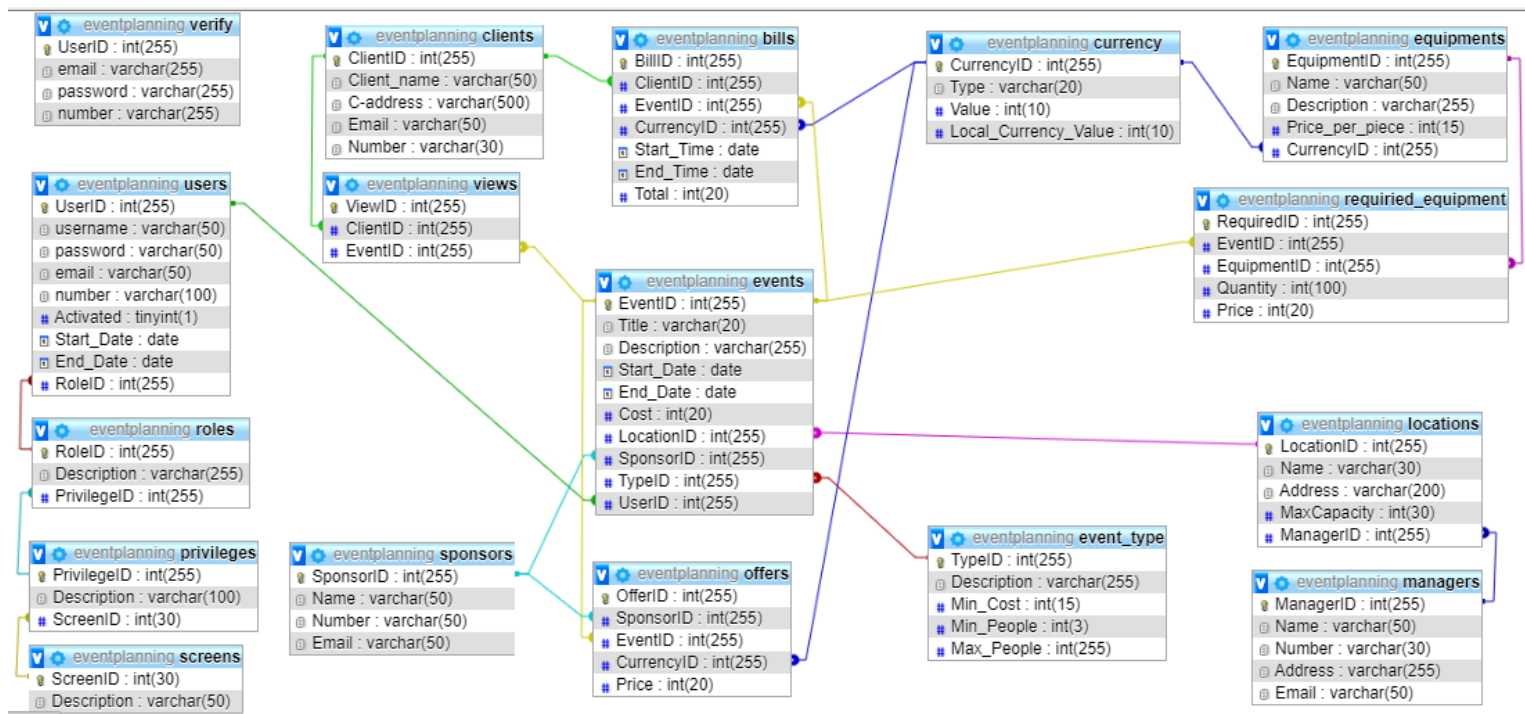 eventplanning verify
UserID : int(255)
email : varchar(255)
password : varchar(255)
number : varchar(255)
eventplanning clients
ClientID : int(255)
Client_name : varchar(50)
C-address : varchar(500)
Email : varchar(50)
Number : varchar(30)
eventplanning bills
BillID : int(255)
ClientID : int(255)
EventID : int(255)
CurrencyID : int(255)
Start_Time : date
End_Time : date
Total : int(20)
eventplanning currency
CurrencyID : int(255)
Type : varchar(20)
Value : int(10)
Local_Currency_Value : int(10)
eventplanning equipments
EquipmentID : int(255)
Name : varchar(50)
Description : varchar(255)
Price_per_piece : int(15)
CurrencyID : int(255)
eventplanning users
UserID : int(255)
username : varchar(50)
password : varchar(50)
email : varchar(50)
number : varchar(100)
Activated : tinyint(1)
Start_Date : date
End_Date : date
RoleID : int(255)
eventplanning views
ViewID : int(255)
ClientID : int(255)
EventID : int(255)
eventplanning requiried_equipment
RequiredID : int(255)
EventID : int(255)
EquipmentID : int(255)
Quantity : int(100)
Price : int(20)
eventplanning events
EventID : int(255)
Title : varchar(20)
Description : varchar(255)
Start_Date : date
End_Date : date
Cost : int(20)
LocationID : int(255)
SponsorID : int(255)
TypeID : int(255)
UserID : int(255)
eventplanning roles
RoleID : int(255)
Description : varchar(255)
PrivilegeID : int(255)
eventplanning locations
LocationID : int(255)
Name : varchar(30)
Address : varchar(200)
MaxCapacity : int(30)
ManagerID : int(255)
eventplanning privileges
PrivilegeID : int(255)
Description : varchar(100)
ScreenID : int(30)
eventplanning sponsors
SponsorID : int(255)
Name : varchar(50)
Number : varchar(50)
Email : varchar(50)
eventplanning offers
OfferID : int(255)
SponsorID : int(255)
EventID : int(255)
CurrencyID : int(255)
Price : int(20)
eventplanning event_type
TypeID : int(255)
Description : varchar(255)
Min_Cost : int(15)
Min_People : int(3)
Max_People : int(255)
eventplanning managers
ManagerID : int(255)
Name : varchar(50)
Number : varchar(30)
Address : varchar(255)
Email : varchar(50)
eventplanning screens
ScreenID : int(30)
Description : varchar(50)